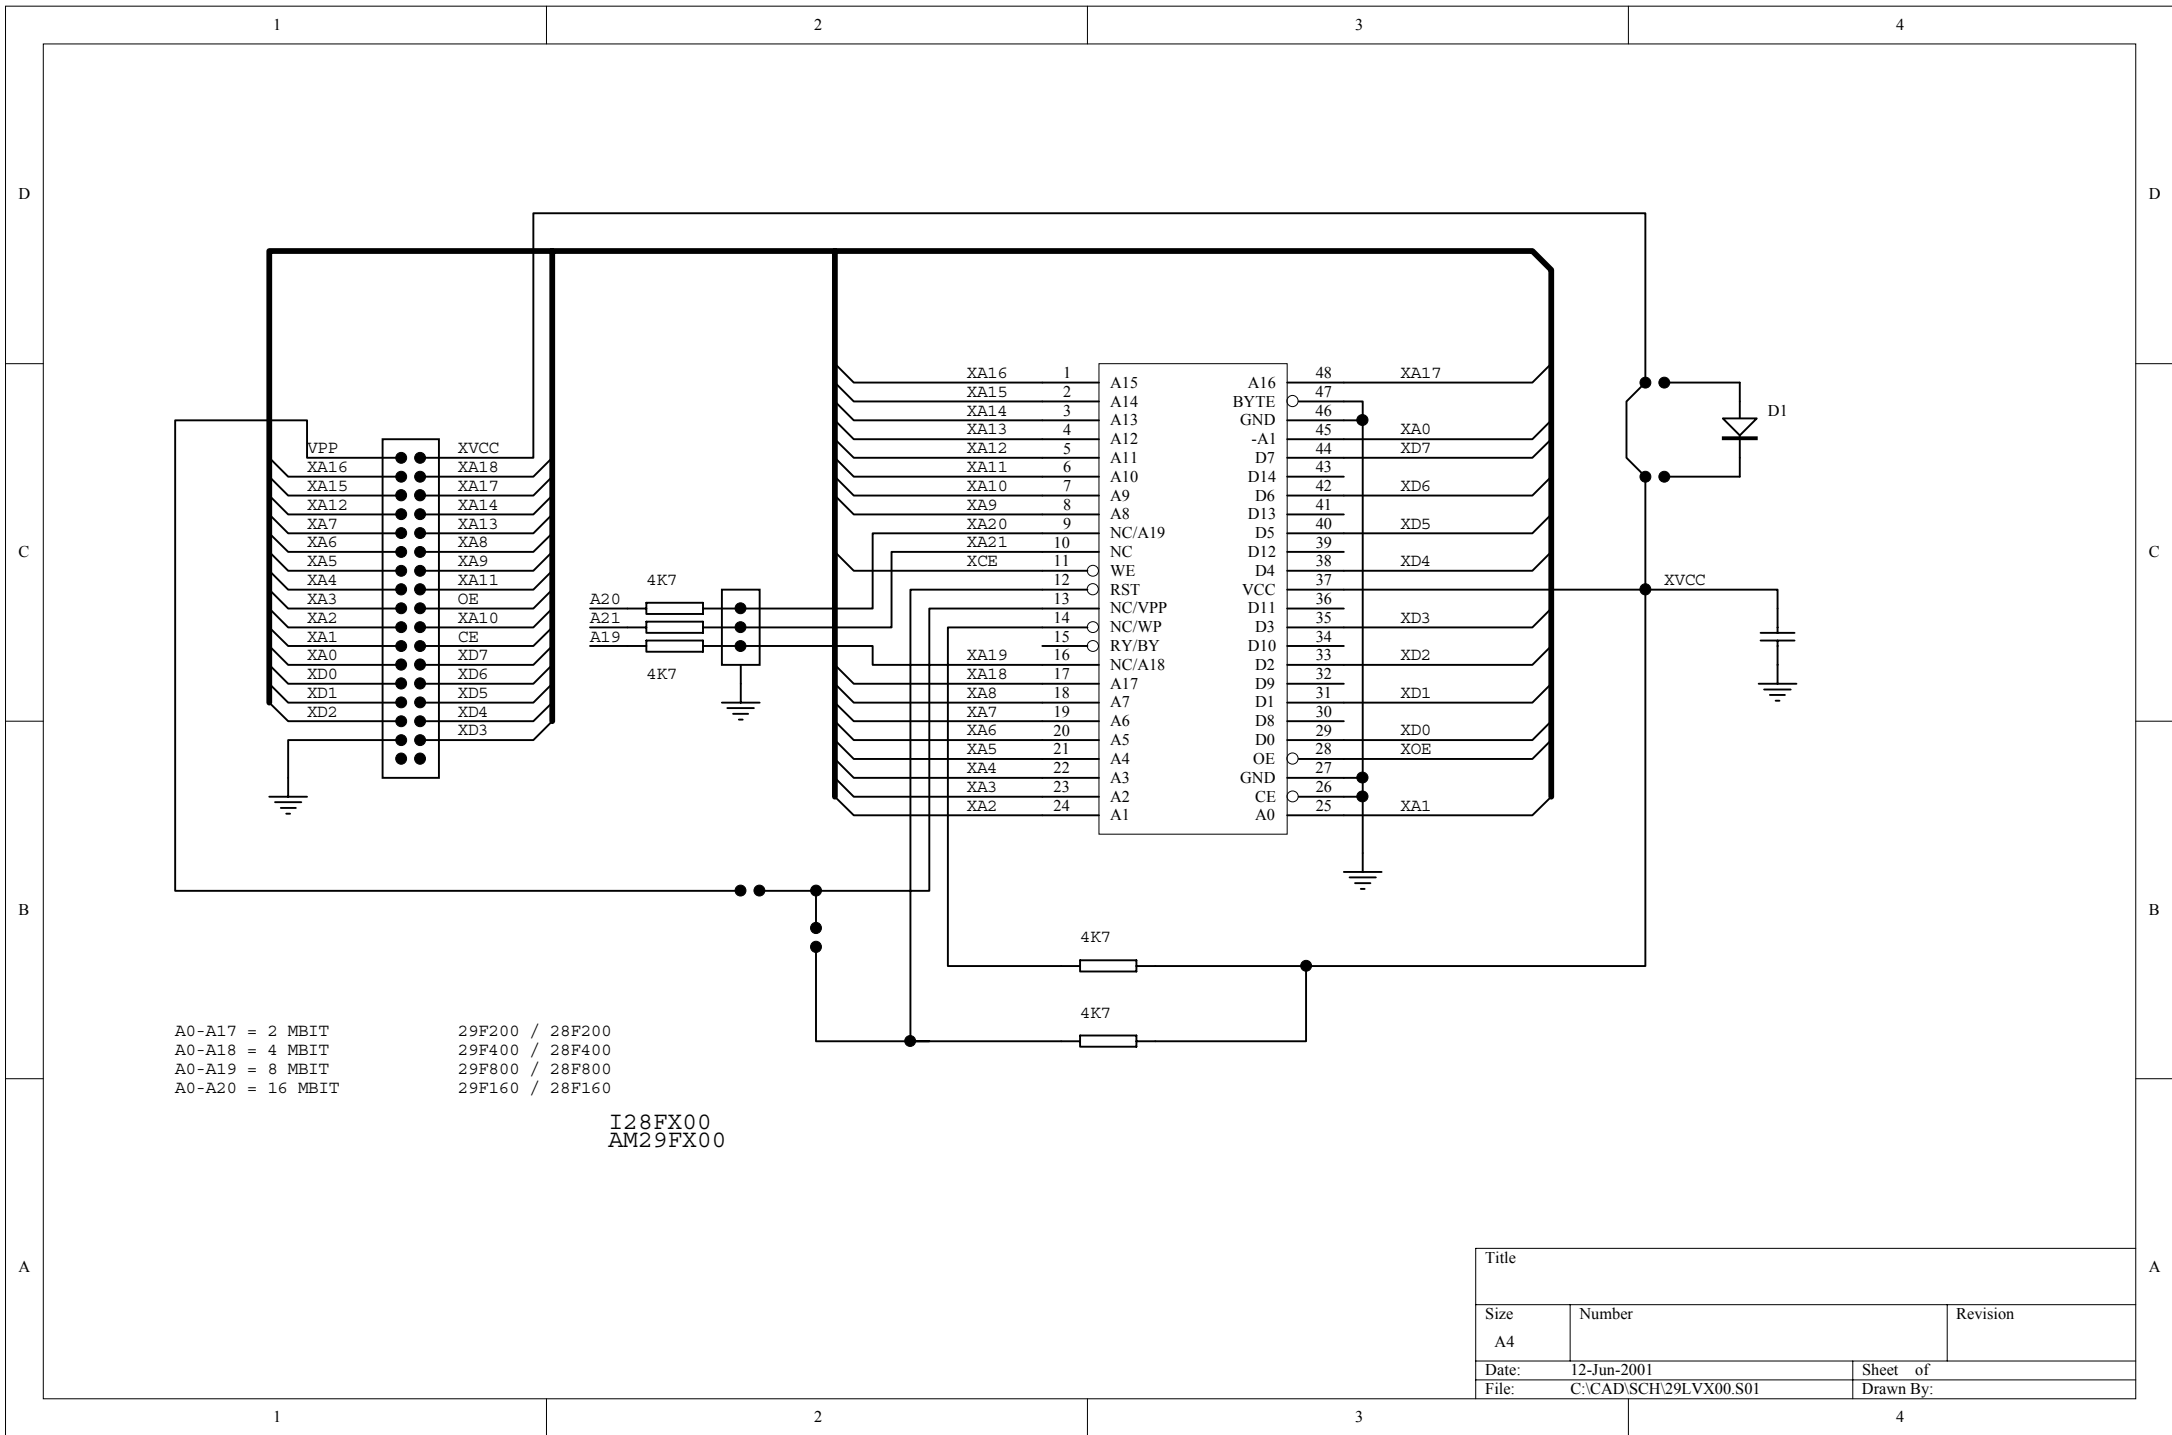 1 2 3 4
D D
C C
B B
A A
1 2 3 4
VPP XVCC
XA16 XA18
XA15 XA17
XA12 XA14
XA7 XA13
XA6 XA8
XA5 XA9
XA4 XA11
XA3 OE
XA2 XA10
XA1 CE
XA0 XD7
XD0 XD6
XD1 XD5
XD2 XD4
XD3
4K7
A20
A21
A19
4K7
XA16 1 A15
XA15 2 A14
XA14 3 A13
XA13 4 A12
XA12 5 A11
XA11 6 A10
XA10 7 A9
XA9 8 A8
XA20 9 NC/A19
XA21 10 NC
XCE 11 WE
12 RST
13 NC/VPP
14 NC/WP
15 RY/BY
XA19 16 NC/A18
XA18 17 A17
XA8 18 A7
XA7 19 A6
XA6 20 A5
XA5 21 A4
XA4 22 A3
XA3 23 A2
XA2 24 A1
A16 48 XA17
BYTE 47
GND 46
-A1 45 XA0
D7 44 XD7
D14 43
D6 42 XD6
D13 41
D5 40 XD5
D12 39
D4 38 XD4
VCC 37
D11 36
D3 35 XD3
D10 34
D2 33 XD2
D9 32
D1 31 XD1
D8 30
D0 29 XD0
OE 28 XOE
GND 27
CE 26
A0 25 XA1
D1
XVCC
4K7
4K7
A0-A17 = 2 MBIT 29F200 / 28F200
A0-A18 = 4 MBIT 29F400 / 28F400
A0-A19 = 8 MBIT 29F800 / 28F800
A0-A20 = 16 MBIT 29F160 / 28F160
I28FX00
AM29FX00
Title
Size Number Revision
A4
Date: 12-Jun-2001 Sheet of
File: C:\CAD\SCH\29LVX00.S01 Drawn By: